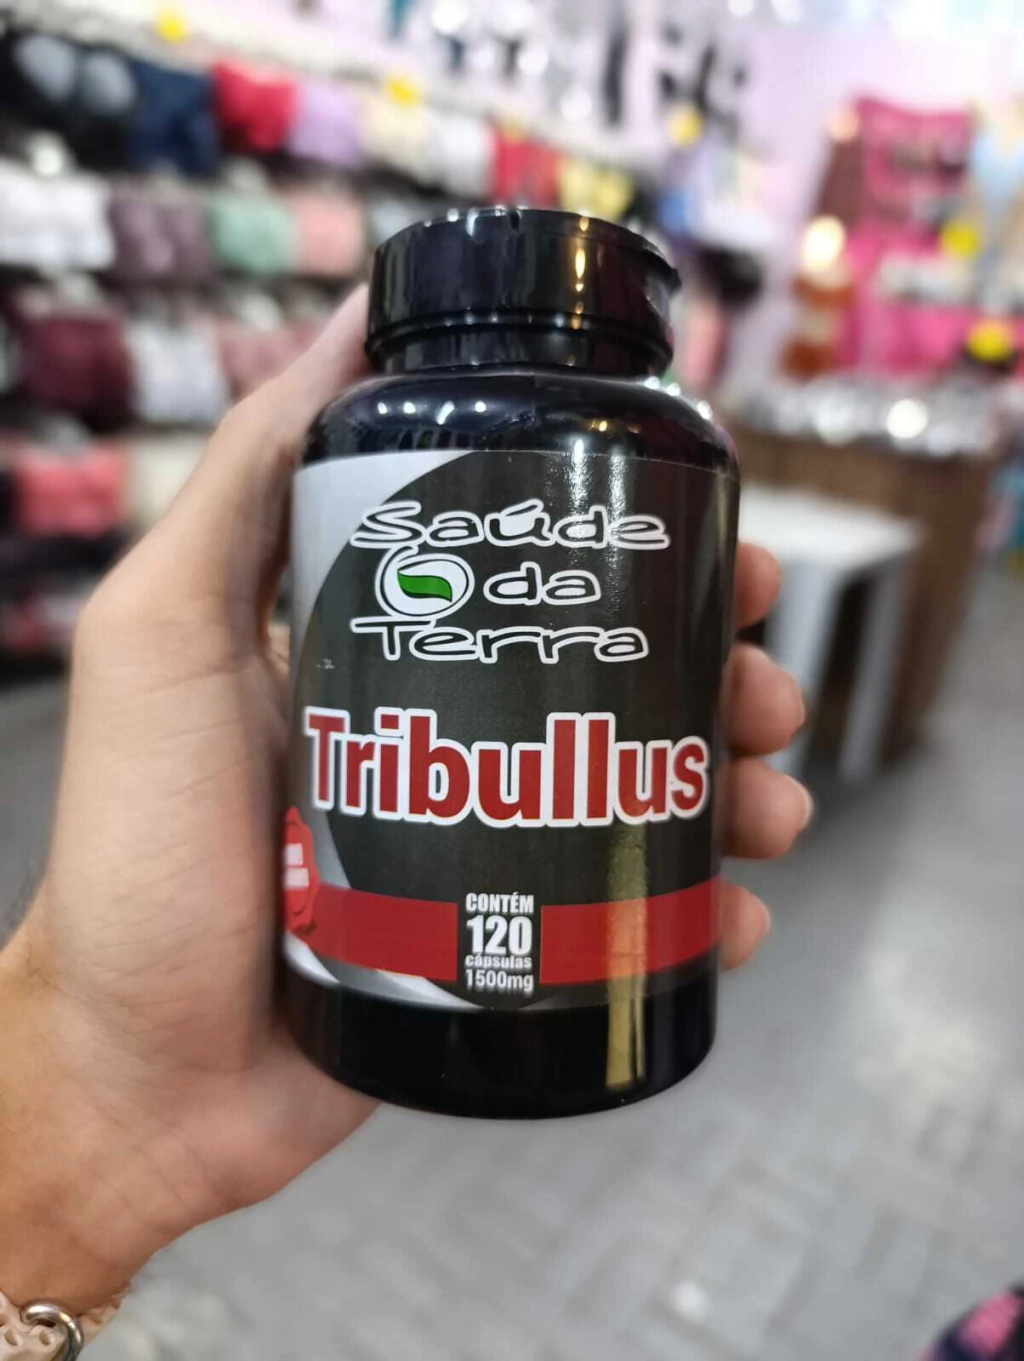 Saúde
da
Terra
Tribullus
CONTÉM
120
cápsulas
1500mg